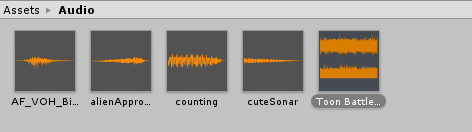 Assets ▸ Audio
AF_VOH_Bi... alienAppro... counting cuteSonar Toon Battle...